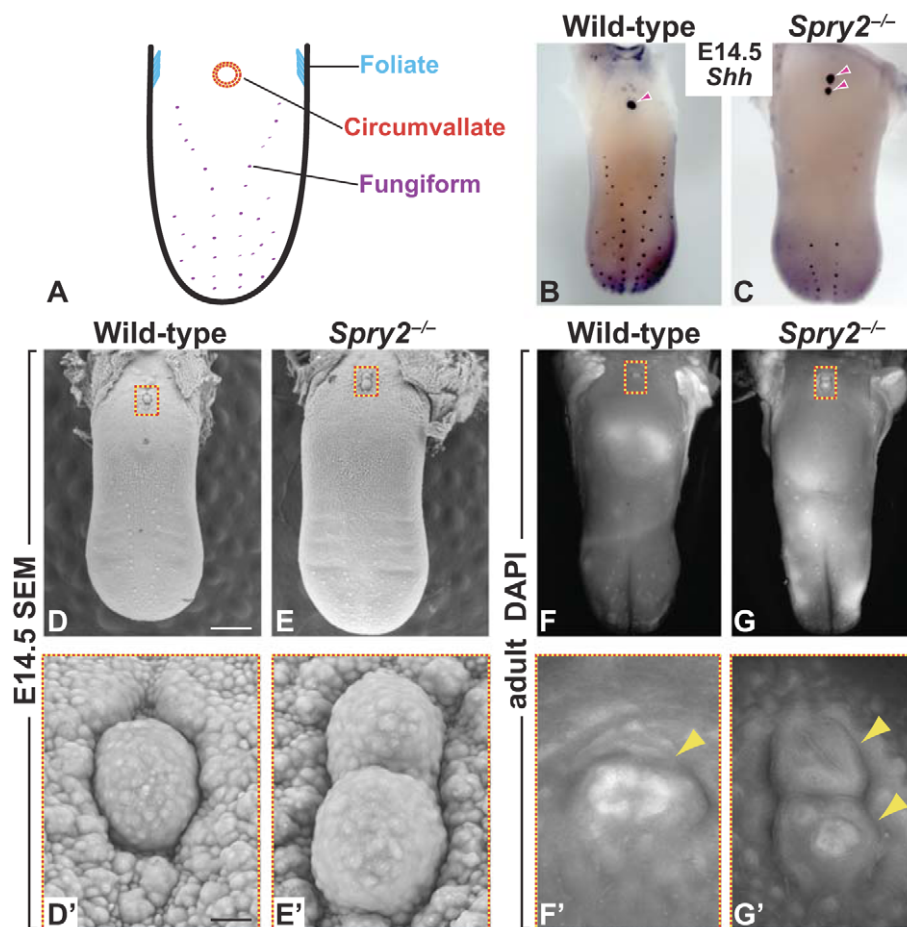 Foliate
Circumvallate
Fungiform
A
Wild-type
Spry2–/–
E14.5
Shh
B
C
Wild-type
Spry2–/–
Wild-type
Spry2–/–
E14.5 SEM
D
E
D'
E'
adult DAPI
F
G
F'
G'